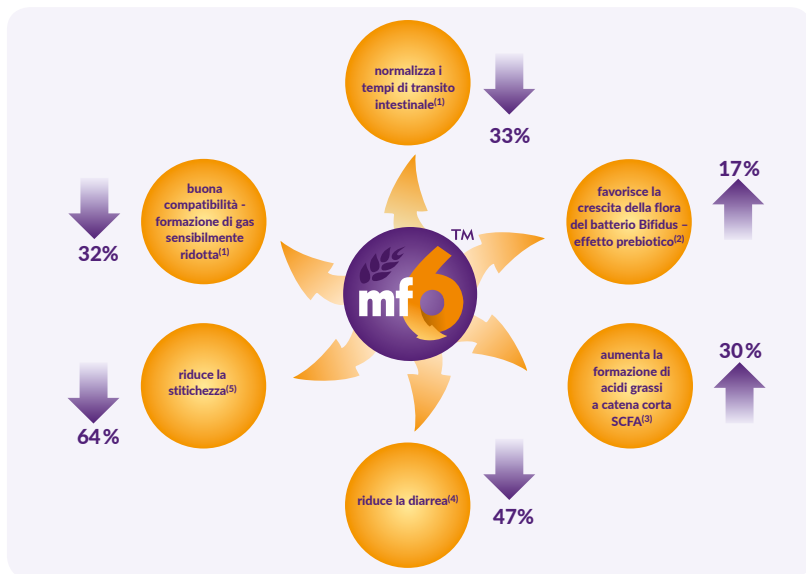 normalizza i
tempi di transito
intestinale(1)
33%
17%
favorisce la
crescita della flora
del batterio Bifidus –
effetto prebiotico(2)
30%
aumenta la
formazione di
acidi grassi
a catena corta
SCFA(3)
riduce la diarrea(4)
47%
riduce la
stitichezza(5)
64%
buona
compatibilità -
formazione di gas
sensibilmente
ridotta(1)
32%
mf6
TM